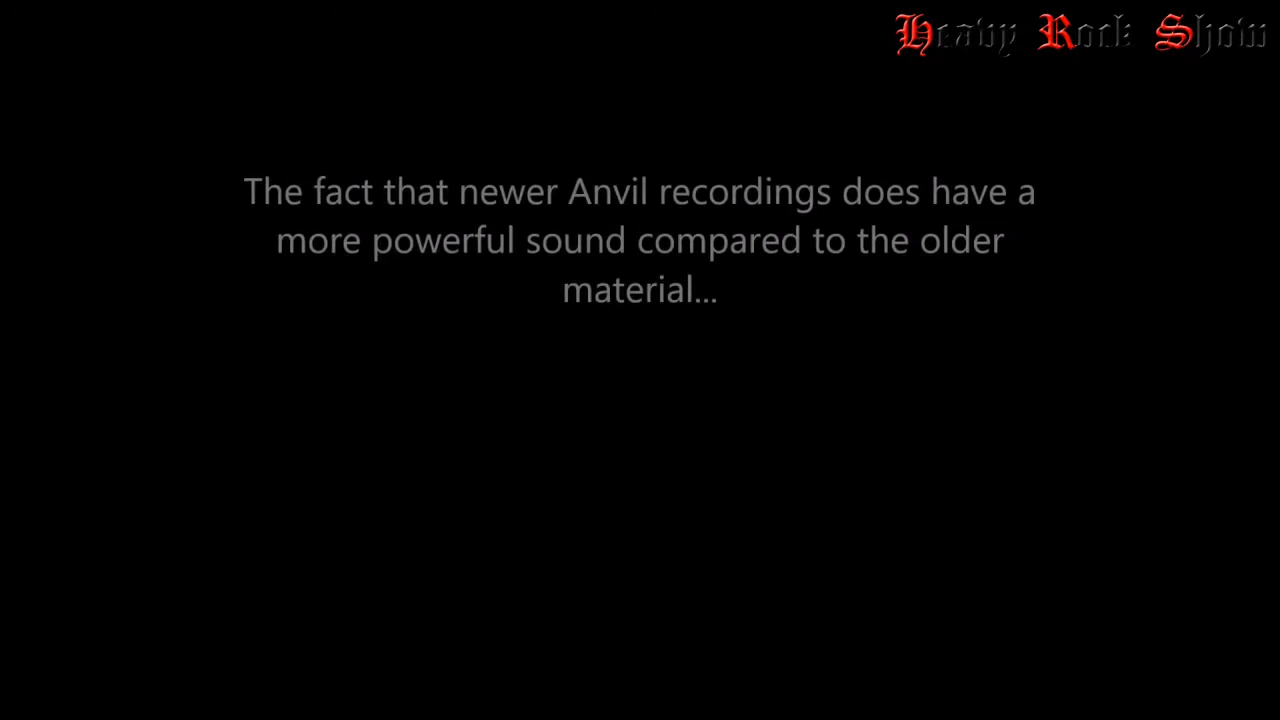 Heavy Rock Show
The fact that newer Anvil recordings does have a
more powerful sound compared to the older
material...